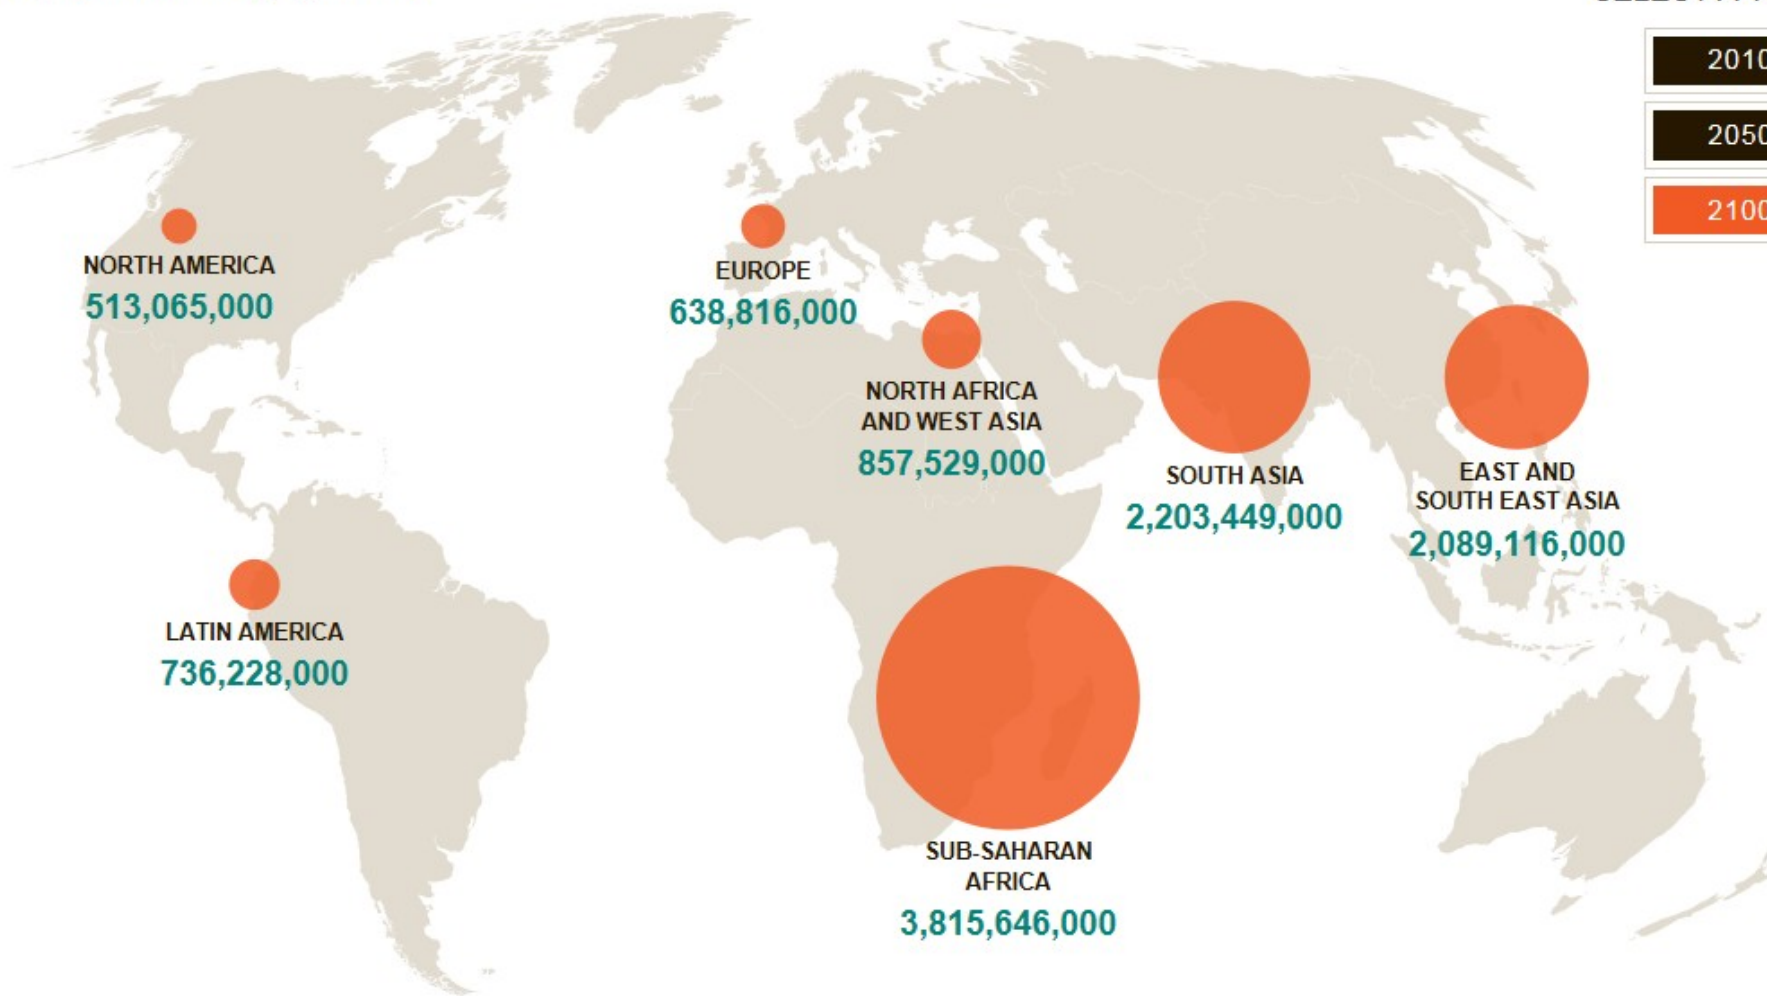 2010
2050
2100
NORTH AMERICA
513,065,000
EUROPE
638,816,000
NORTH AFRICA
AND WEST ASIA
857,529,000
SOUTH ASIA
2,203,449,000
EAST AND
SOUTH EAST ASIA
2,089,116,000
LATIN AMERICA
736,228,000
SUB-SAHARAN
AFRICA
3,815,646,000